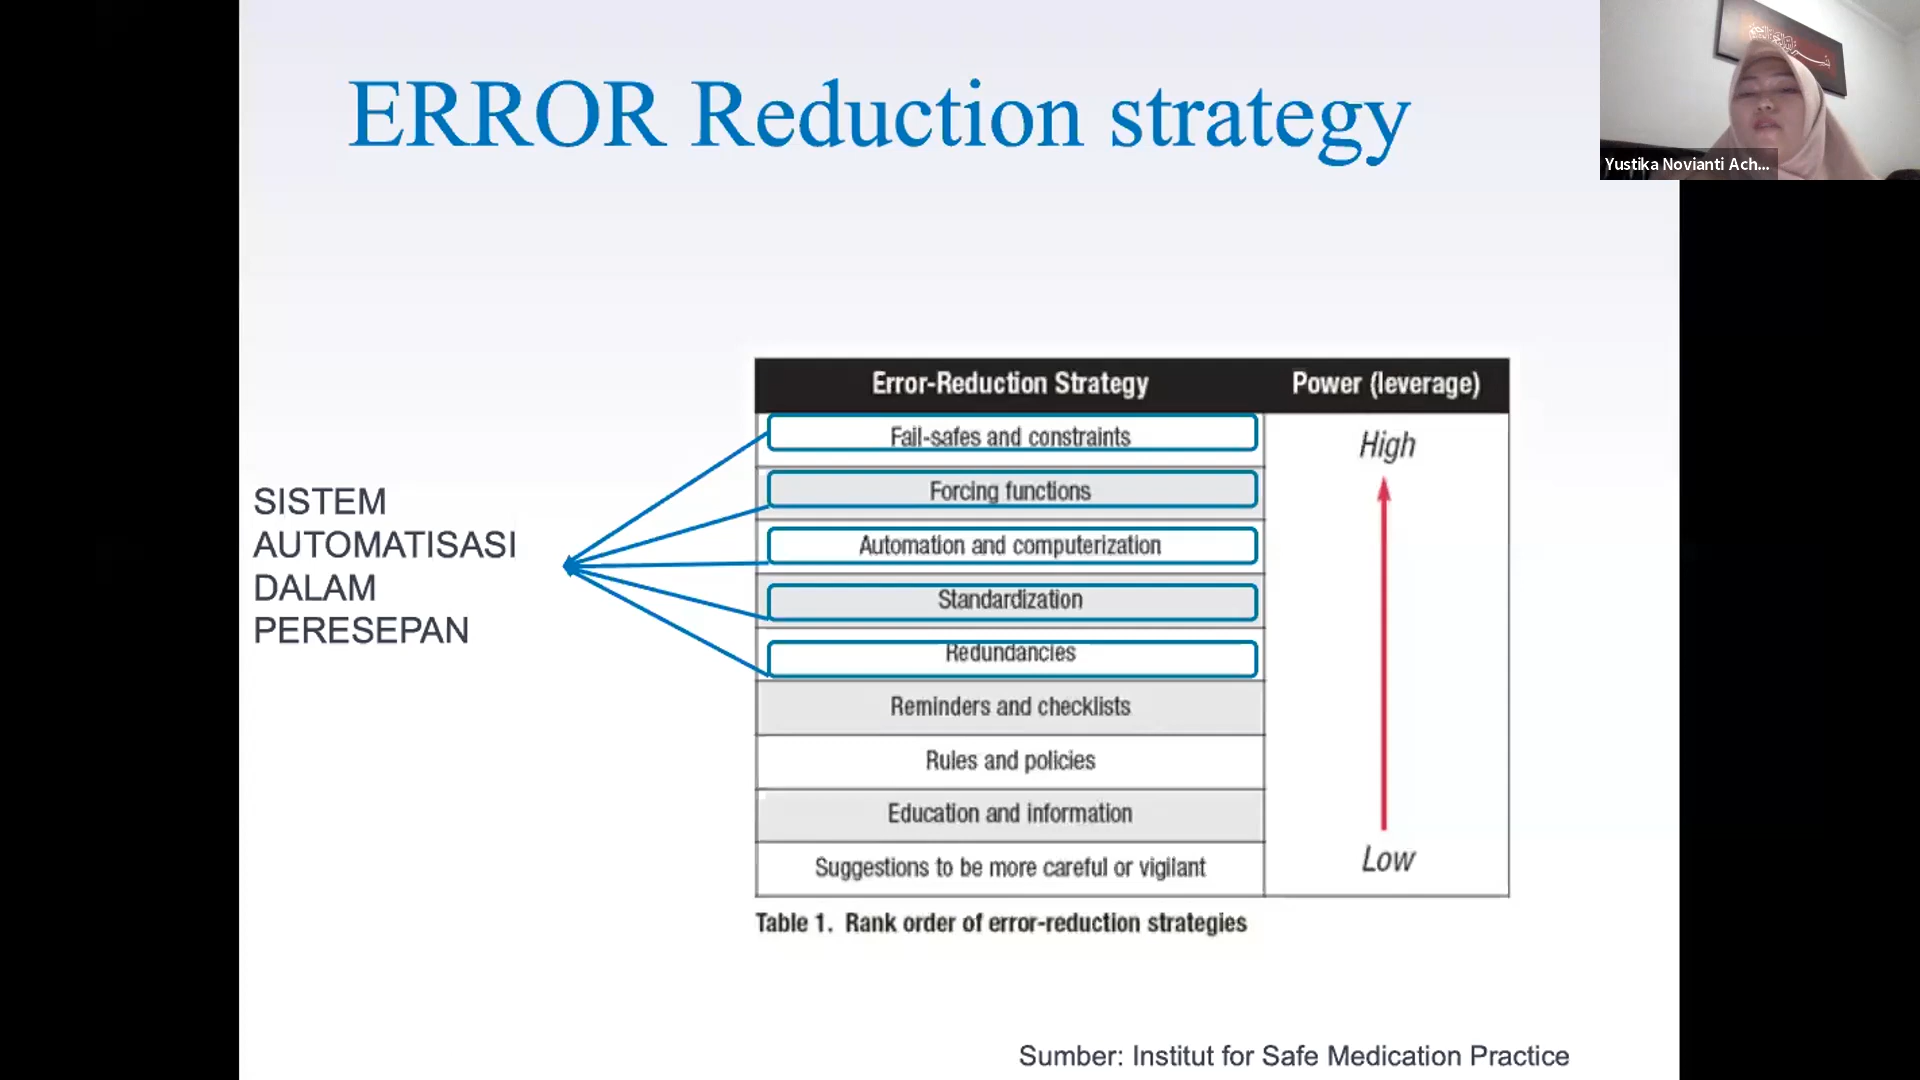 ERROR Reduction strategy
Yustika Novianti Ach...
SISTEM
AUTOMATISASI
DALAM
PERESEPAN
Error-Reduction Strategy Power (leverage)
Fail-safes and constraints
High
Forcing functions
Automation and computerization
Standardization
Redundancies
Reminders and checklists
Rules and policies
Education and information
Suggestions to be more careful or vigilant
Low
Table 1. Rank order of error-reduction strategies
Sumber: Institut for Safe Medication Practice